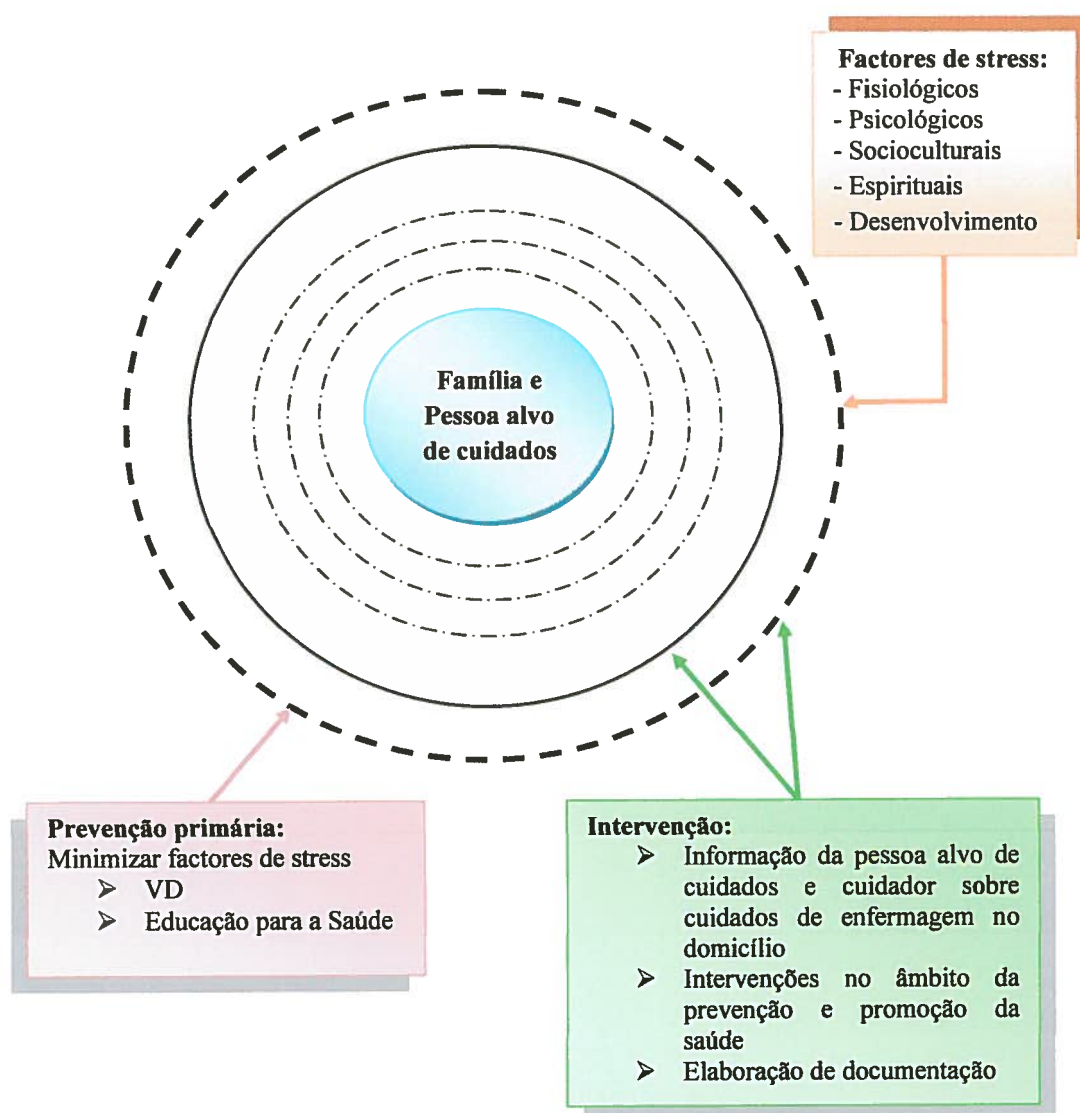 Factores de stress:
- Fisiológicos
- Psicológicos
- Socioculturais
- Espirituais
- Desenvolvimento
Família e
Pessoa alvo
de cuidados
Prevenção primária:
Minimizar factores de stress
➢ VD
➢ Educação para a Saúde
Intervenção:
➢ Informação da pessoa alvo de
cuidados e cuidador sobre
cuidados de enfermagem no
domicílio
➢ Intervenções no âmbito da
prevenção e promoção da
saúde
➢ Elaboração de documentação